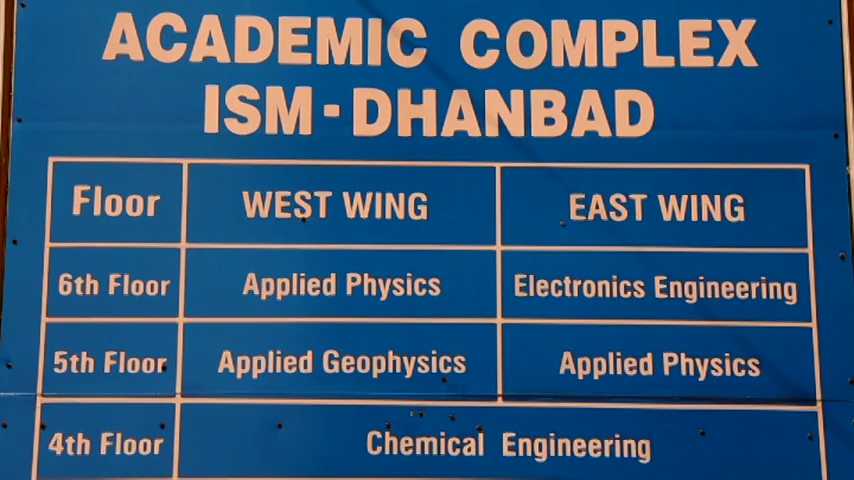 ACADEMIC COMPLEX
ISM-DHANBAD
Floor WEST WING EAST WING
6th Floor Applied Physics Electronics Engineering
5th Floor Applied Geophysics Applied Physics
4th Floor Chemical Engineering